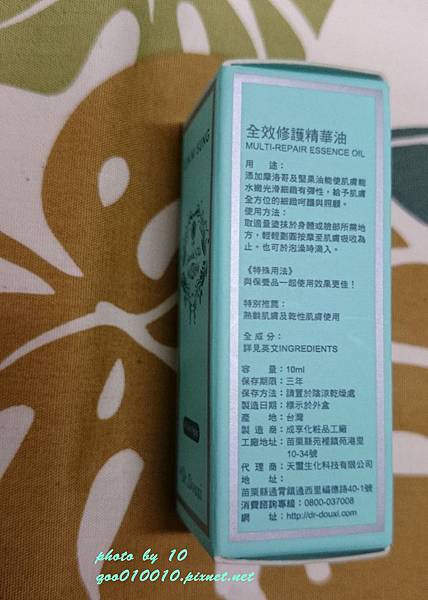 全效修護精華油
MULTI-REPAIR ESSENCE OIL
用　途：
添加摩洛哥及堅果油能使肌膚能
水嫩光滑細緻有彈性，給予肌膚
全方位的細緻呵護與照顧。
使用方法：
取適量塗抹於身體或臉部所需地
方，輕輕劃圓按摩至肌膚吸收為
止。也可於泡澡時滴入。
《特殊用法》
與保養品一起使用效果更佳！
特別推薦：
熟齡肌膚及乾性肌膚使用
全成分：
詳見英文INGREDIENTS
容　　量：10ml
保存期限：三年
保存方法：請置於陰涼乾燥處
製造日期：標示於外盒
產　　地：台灣
製 造 商：成享化粧品工廠
工廠地址：苗栗縣苑裡鎮苑港里
10-34號
代 理 商：天璽生化科技有限公司
地　　址：
苗栗縣通霄鎮通西里福德路40-1號
消費諮詢專線：0800-037008
網　　址：http://dr-douxi.com
Dr.Douxi
photo by 10
goo010010.pixnet.net